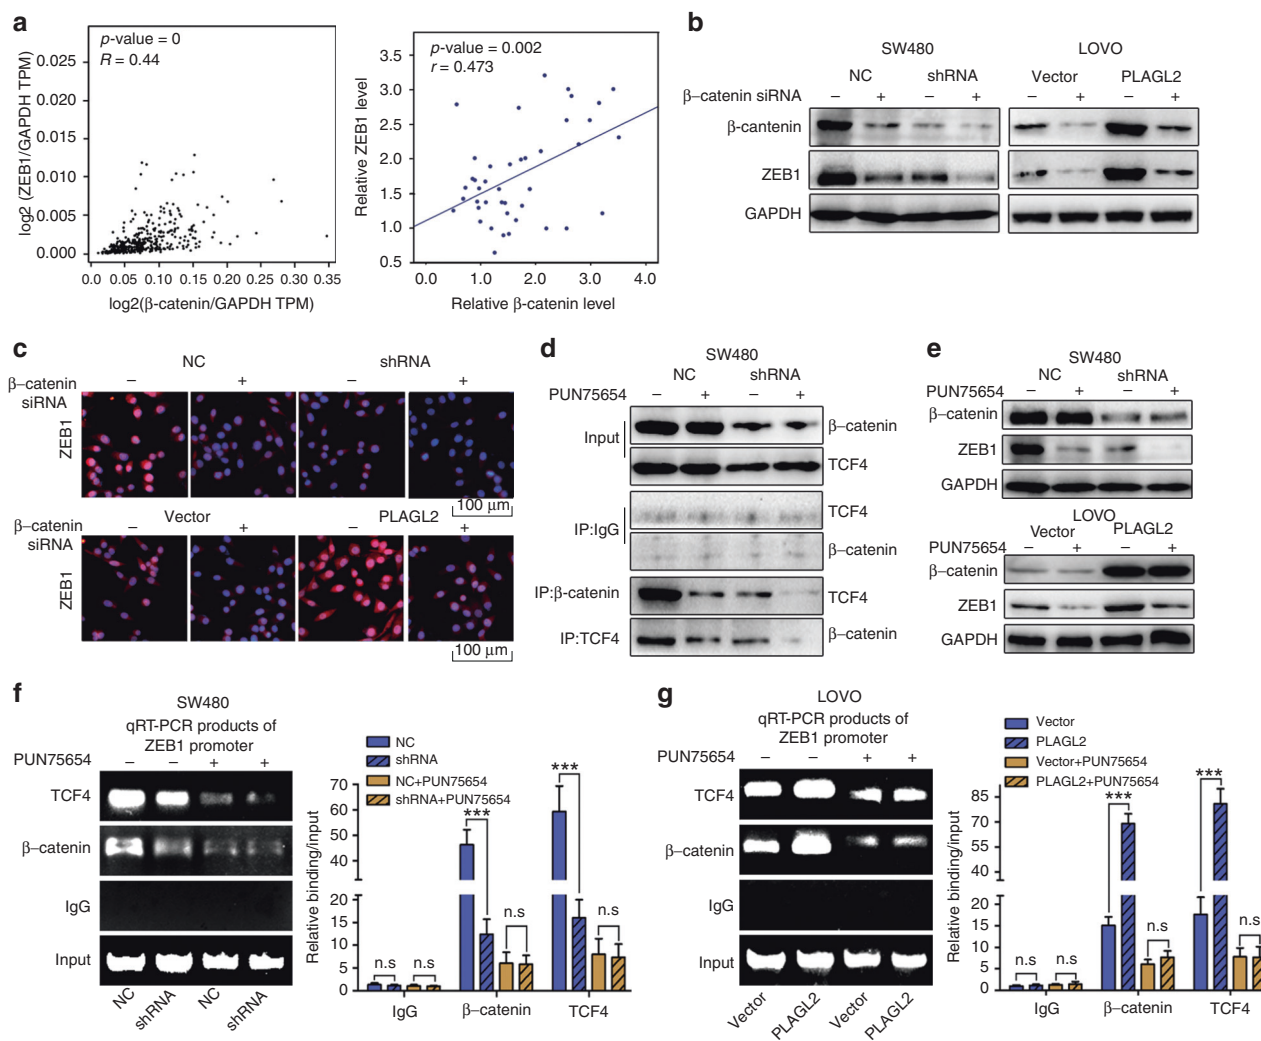 a
p-value = 0
R = 0.44
log2 (ZEB1/GAPDH TPM)
0.025
0.020
0.015
0.010
0.005
0.000
0.0 0.05 0.10 0.15 0.20 0.25 0.30 0.35
log2(β-catenin/GAPDH TPM)
p-value = 0.002
r = 0.473
Relative ZEB1 level
3.5
3.0
2.5
2.0
1.5
1.0
0.5
0.0 1.0 2.0 3.0 4.0
Relative β-catenin level
b
SW480 LOVO
NC shRNA Vector PLAGL2
β–catenin siRNA – + – + – + – +
β-cantenin
ZEB1
GAPDH
c
NC shRNA
β–catenin siRNA – + – +
ZEB1
100 μm
Vector PLAGL2
β–catenin siRNA – + – +
ZEB1
100 μm
d
SW480
NC shRNA
PUN75654 – + – +
Input β–catenin
TCF4
IP:IgG TCF4
β–catenin
IP:β-catenin TCF4
IP:TCF4 β–catenin
e
SW480
NC shRNA
PUN75654 – + – +
β–catenin
ZEB1
GAPDH
LOVO
Vector PLAGL2
PUN75654 – + – +
β–catenin
ZEB1
GAPDH
f
SW480
qRT-PCR products of
ZEB1 promoter
PUN75654 – – + +
TCF4
β–catenin
IgG
Input
NC shRNA NC shRNA
NC
shRNA
NC+PUN75654
shRNA+PUN75654
Relative binding/input
70
60
50
40
20
15
10
5
0
n.s n.s *** n.s *** n.s
IgG β–catenin TCF4
g
LOVO
qRT-PCR products of
ZEB1 promoter
PUN75654 – – + +
TCF4
β–catenin
IgG
Input
Vector PLAGL2 Vector PLAGL2
Vector
PLAGL2
Vector+PUN75654
PLAGL2+PUN75654
Relative binding/input
85
70
55
40
20
15
10
5
0
n.s n.s *** n.s *** n.s
IgG β–catenin TCF4